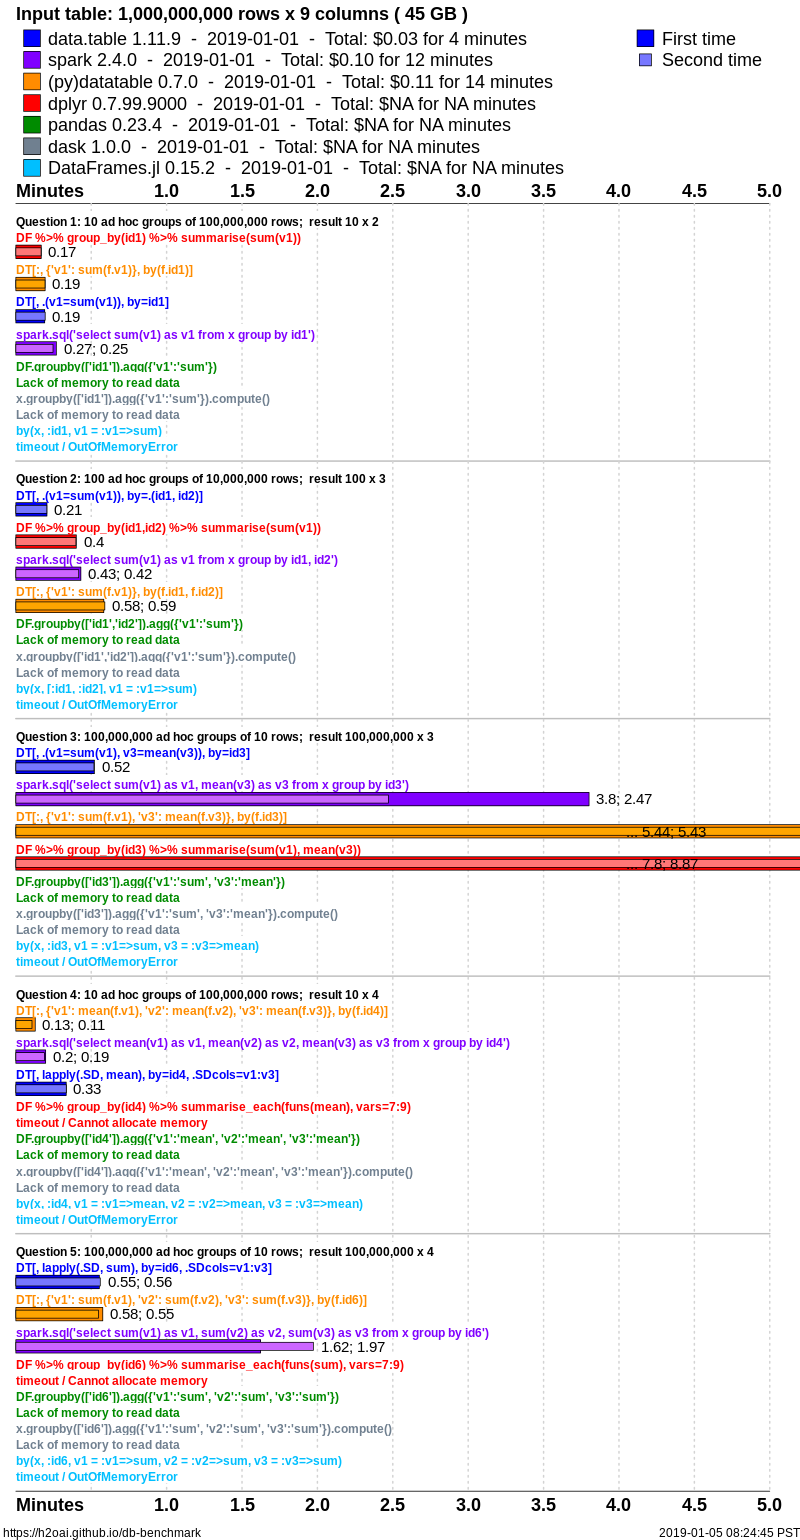 Input table: 1,000,000,000 rows x 9 columns ( 45 GB )
data.table 1.11.9 - 2019-01-01 - Total: $0.03 for 4 minutes
First time
spark 2.4.0 - 2019-01-01 - Total: $0.10 for 12 minutes
Second time
(py)datatable 0.7.0 - 2019-01-01 - Total: $0.11 for 14 minutes
dplyr 0.7.99.9000 - 2019-01-01 - Total: $NA for NA minutes
pandas 0.23.4 - 2019-01-01 - Total: $NA for NA minutes
dask 1.0.0 - 2019-01-01 - Total: $NA for NA minutes
DataFrames.jl 0.15.2 - 2019-01-01 - Total: $NA for NA minutes
Minutes 1.0 1.5 2.0 2.5 3.0 3.5 4.0 4.5 5.0
Question 1: 10 ad hoc groups of 100,000,000 rows; result 10 x 2
DF %>% group_by(id1) %>% summarise(sum(v1))
0.17
DT[:, {'v1': sum(f.v1)}, by(f.id1)]
0.19
DT[, .(v1=sum(v1)), by=id1]
0.19
spark.sql('select sum(v1) as v1 from x group by id1')
0.27; 0.25
DF.groupby(['id1']).agg({'v1':'sum'})
Lack of memory to read data
x.groupby(['id1']).agg({'v1':'sum'}).compute()
Lack of memory to read data
by(x, :id1, v1 = :v1=>sum)
timeout / OutOfMemoryError
Question 2: 100 ad hoc groups of 10,000,000 rows; result 100 x 3
DT[, .(v1=sum(v1)), by=.(id1, id2)]
0.21
DF %>% group_by(id1,id2) %>% summarise(sum(v1))
0.4
spark.sql('select sum(v1) as v1 from x group by id1, id2')
0.43; 0.42
DT[:, {'v1': sum(f.v1)}, by(f.id1, f.id2)]
0.58; 0.59
DF.groupby(['id1','id2']).agg({'v1':'sum'})
Lack of memory to read data
x.groupby(['id1','id2']).agg({'v1':'sum'}).compute()
Lack of memory to read data
by(x, [:id1, :id2], v1 = :v1=>sum)
timeout / OutOfMemoryError
Question 3: 100,000,000 ad hoc groups of 10 rows; result 100,000,000 x 3
DT[, .(v1=sum(v1), v3=mean(v3)), by=id3]
0.52
spark.sql('select sum(v1) as v1, mean(v3) as v3 from x group by id3')
3.8; 2.47
DT[:, {'v1': sum(f.v1), 'v3': mean(f.v3)}, by(f.id3)]
... 5.44; 5.43
DF %>% group_by(id3) %>% summarise(sum(v1), mean(v3))
... 7.8; 8.87
DF.groupby(['id3']).agg({'v1':'sum', 'v3':'mean'})
Lack of memory to read data
x.groupby(['id3']).agg({'v1':'sum', 'v3':'mean'}).compute()
Lack of memory to read data
by(x, :id3, v1 = :v1=>sum, v3 = :v3=>mean)
timeout / OutOfMemoryError
Question 4: 10 ad hoc groups of 100,000,000 rows; result 10 x 4
DT[:, {'v1': mean(f.v1), 'v2': mean(f.v2), 'v3': mean(f.v3)}, by(f.id4)]
0.13; 0.11
spark.sql('select mean(v1) as v1, mean(v2) as v2, mean(v3) as v3 from x group by id4')
0.2; 0.19
DT[, lapply(.SD, mean), by=id4, .SDcols=v1:v3]
0.33
DF %>% group_by(id4) %>% summarise_each(funs(mean), vars=7:9)
timeout / Cannot allocate memory
DF.groupby(['id4']).agg({'v1':'mean', 'v2':'mean', 'v3':'mean'})
Lack of memory to read data
x.groupby(['id4']).agg({'v1':'mean', 'v2':'mean', 'v3':'mean'}).compute()
Lack of memory to read data
by(x, :id4, v1 = :v1=>mean, v2 = :v2=>mean, v3 = :v3=>mean)
timeout / OutOfMemoryError
Question 5: 100,000,000 ad hoc groups of 10 rows; result 100,000,000 x 4
DT[, lapply(.SD, sum), by=id6, .SDcols=v1:v3]
0.55; 0.56
DT[:, {'v1': sum(f.v1), 'v2': sum(f.v2), 'v3': sum(f.v3)}, by(f.id6)]
0.58; 0.55
spark.sql('select sum(v1) as v1, sum(v2) as v2, sum(v3) as v3 from x group by id6')
1.62; 1.97
DF %>% group_by(id6) %>% summarise_each(funs(sum), vars=7:9)
timeout / Cannot allocate memory
DF.groupby(['id6']).agg({'v1':'sum', 'v2':'sum', 'v3':'sum'})
Lack of memory to read data
x.groupby(['id6']).agg({'v1':'sum', 'v2':'sum', 'v3':'sum'}).compute()
Lack of memory to read data
by(x, :id6, v1 = :v1=>sum, v2 = :v2=>sum, v3 = :v3=>sum)
timeout / OutOfMemoryError
Minutes 1.0 1.5 2.0 2.5 3.0 3.5 4.0 4.5 5.0
https://h2oai.github.io/db-benchmark
2019-01-05 08:24:45 PST